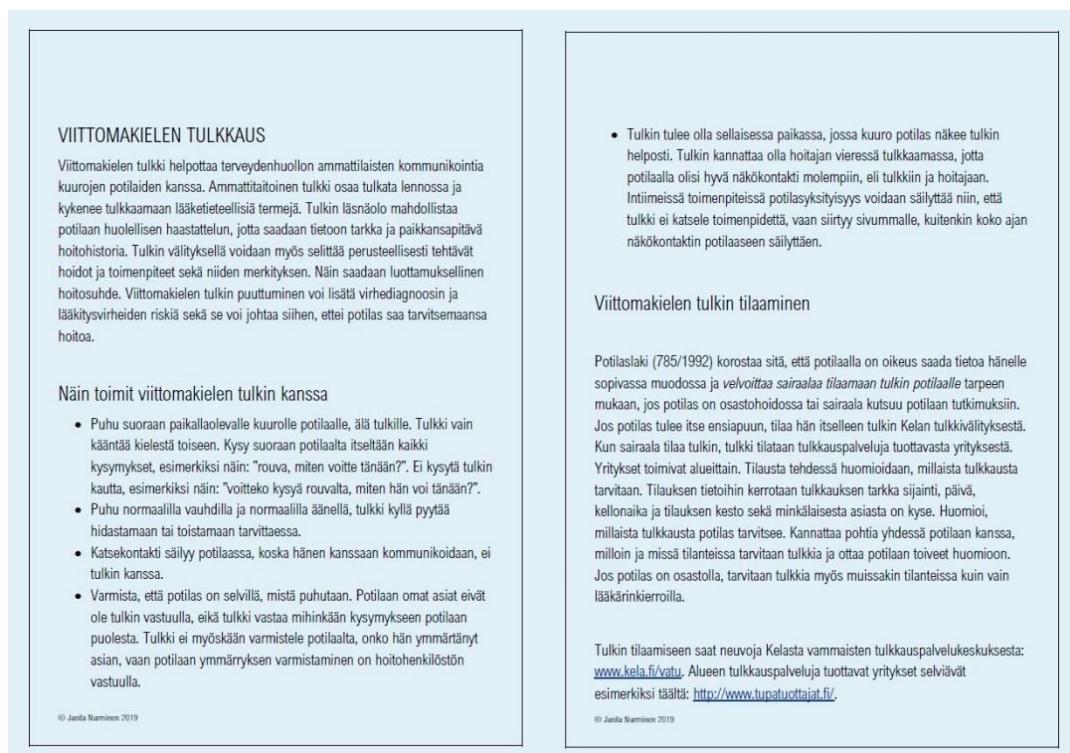 VIITTOMAKIELEN TULKKAUS
Viittomakielen tulkki helpottaa terveydenhuollon ammattilaisten kommunikointia
kuurojen potilaiden kanssa. Ammattitaitoinen tulkki osaa tulkata lennossa ja
kykenee tulkkaamaan lääketieteellisiä termejä. Tulkin läsnäolo mahdollistaa
potilaan huolellisen haastattelun, jotta saadaan tietoon tarkka ja paikkansapitävä
hoitohistoria. Tulkin välityksellä voidaan myös selittää perusteellisesti tehtävät
hoidot ja toimenpiteet sekä niiden merkityksen. Näin saadaan luottamuksellinen
hoitosuhde. Viittomakielen tulkin puuttuminen voi lisätä virhediagnoosin ja
lääkitysvirheiden riskiä sekä se voi johtaa siihen, ettei potilas saa tarvitsemaansa
hoitoa.
Näin toimit viittomakielen tulkin kanssa
• Puhu suoraan paikallaolevalle kuurolle potilaalle, älä tulkille. Tulkki vain
kääntää kielestä toiseen. Kysy suoraan potilaalta itseltään kaikki
kysymykset, esimerkiksi näin: ”rouva, miten voitte tänään?”. Ei kysytä tulkin
kautta, esimerkiksi näin: ”voitteko kysyä rouvalta, miten hän voi tänään?”.
• Puhu normaalilla vauhdilla ja normaalilla äänellä, tulkki kyllä pyytää
hidastamaan tai toistamaan tarvittaessa.
• Katsekontakti säilyy potilaassa, koska hänen kanssaan kommunikoidaan, ei
tulkin kanssa.
• Varmista, että potilas on selvillä, mistä puhutaan. Potilaan omat asiat eivät
ole tulkin vastuulla, eikä tulkki vastaa mihinkään kysymykseen potilaan
puolesta. Tulkki ei myöskään varmistele potilaalta, onko hän ymmärtänyt
asian, vaan potilaan ymmärryksen varmistaminen on hoitohenkilöstön
vastuulla.
© Janita Nurminen 2019
• Tulkin tulee olla sellaisessa paikassa, jossa kuuro potilas näkee tulkin
helposti. Tulkin kannattaa olla hoitajan vieressä tulkkaamassa, jotta
potilaalla olisi hyvä näkökontakti molempiin, eli tulkkiin ja hoitajaan.
Intiimeissä toimenpiteissä potilasyksityisyys voidaan säilyttää niin, että
tulkki ei katsele toimenpidettä, vaan siirtyy sivummalle, kuitenkin koko ajan
näkökontaktin potilaaseen säilyttäen.
Viittomakielen tulkin tilaaminen
Potilaslaki (785/1992) korostaa sitä, että potilaalla on oikeus saada tietoa hänelle
sopivassa muodossa ja velvoittaa sairaalaa tilaamaan tulkin potilaalle tarpeen
mukaan, jos potilas on osastohoidossa tai sairaala kutsuu potilaan tutkimuksiin.
Jos potilas tulee itse ensiapuun, tilaa hän itselleen tulkin Kelan tulkkivälityksestä.
Kun sairaala tilaa tulkin, tulkki tilataan tulkkauspalveluja tuottavasta yrityksestä.
Yritykset toimivat alueittain. Tilausta tehdessä huomioidaan, millaista tulkkausta
tarvitaan. Tilauksen tietoihin kerrotaan tulkkauksen tarkka sijainti, päivä,
kellonaika ja tilauksen kesto sekä minkälaisesta asiasta on kyse. Huomioi,
millaista tulkkausta potilas tarvitsee. Kannattaa pohtia yhdessä potilaan kanssa,
milloin ja missä tilanteissa tarvitaan tulkkia ja ottaa potilaan toiveet huomioon.
Jos potilas on osastolla, tarvitaan tulkkia myös muissakin tilanteissa kuin vain
lääkärinkierroilla.
Tulkin tilaamiseen saat neuvoja Kelasta vammaisten tulkkauspalvelukeskuksesta:
www.kela.fi/vatu. Alueen tulkkauspalveluja tuottavat yritykset selviävät
esimerkiksi täältä: http://www.tupatuottajat.fi/.
© Janita Nurminen 2019